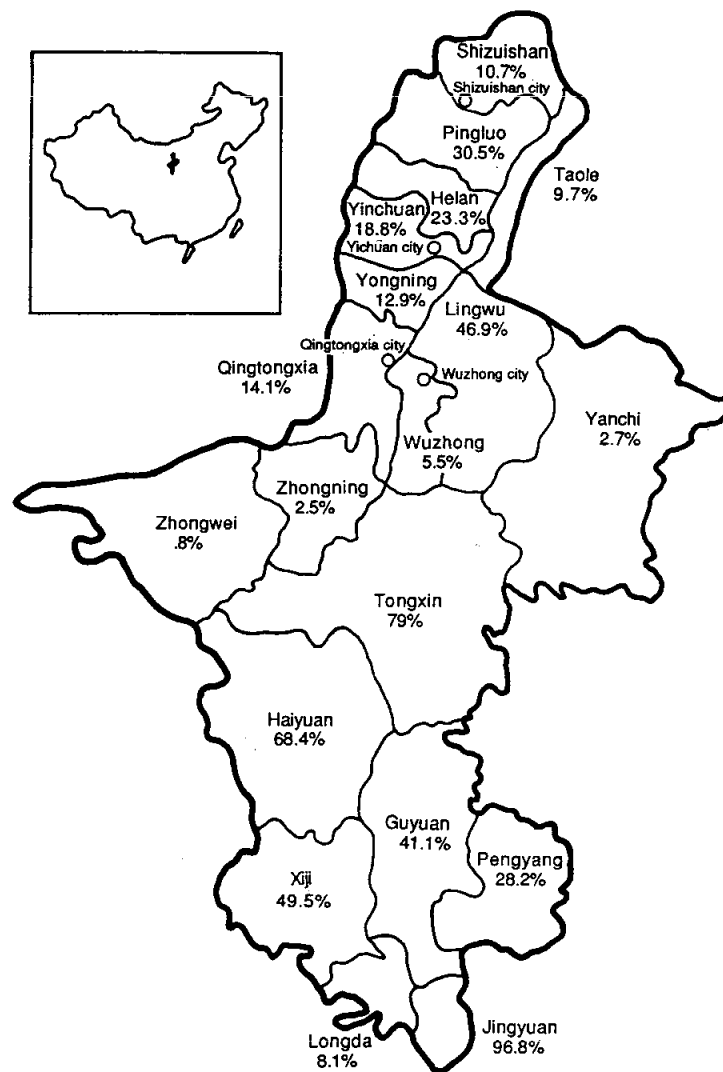 Shizuishan
10.7%
Shizuishan city
Pingluo
30.5%
Taole
9.7%
Helan
23.3%
Yinchuan
18.8%
Yichuan city
Yongning
12.9%
Lingwu
46.9%
Qingtongxia city
Qingtongxia
14.1%
Wuzhong city
Yanchi
2.7%
Wuzhong
5.5%
Zhongning
2.5%
Zhongwei
.8%
Tongxin
79%
Haiyuan
68.4%
Guyuan
41.1%
Pengyang
28.2%
Xiji
49.5%
Longda
8.1%
Jingyuan
96.8%